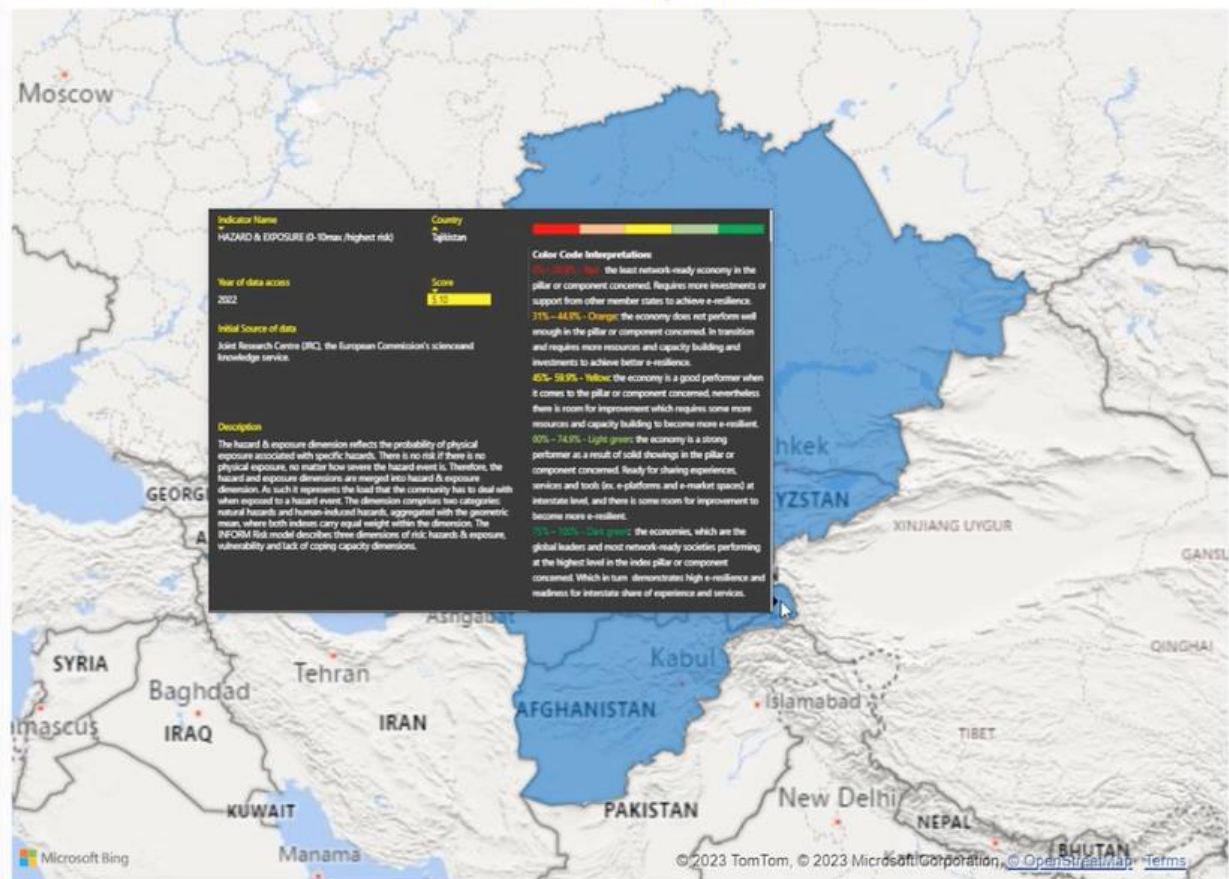 Moscow
Indicator Name
Country
HAZARD & EXPOSURE (0-10max /highest risk)
Tajikistan
Year of data access
Score
2022
5.10
Initial Source of data
Joint Research Centre (JRC), the European Commission's scienceand
knowledge service.
Description
The hazard & exposure dimension reflects the probability of physical
exposure associated with specific hazards. There is no risk if there is no
physical exposure, no matter how severe the hazard event is. Therefore, the
hazard and exposure dimensions are merged into hazard & exposure
dimension. As such it represents the load that the community has to deal with
when exposed to a hazard event. The dimension comprises two categories:
natural hazards and human-induced hazards, aggregated with the geometric
mean, where both indexes carry equal weight within the dimension. The
INFORM Risk model describes three dimensions of risk: hazards & exposure,
vulnerability and lack of coping capacity dimensions.
Color Code Interpretation:
the least network-ready economy in the
pillar or component concerned. Requires more investments or
support from other member states to achieve e-resilience.
31% – 44.9% - Orange: the economy does not perform well
enough in the pillar or component concerned. In transition
and requires more resources and capacity building and
investments to achieve better e-resilience.
45%- 59.9% - Yellow: the economy is a good performer when
it comes to the pillar or component concerned, nevertheless
there is room for improvement which requires some more
resources and capacity building to become more e-resilient.
60% – 74.9% - Light green: the economy is a strong
performer as a result of solid showings in the pillar or
component concerned. Ready for sharing experiences,
services and tools (ex. e-platforms and e-market spaces) at
interstate level, and there is some room for improvement to
become more e-resilient.
75% – 100% - Dark green: the economies, which are the
global leaders and most network-ready societies performing
at the highest level in the index pillar or component
concerned. Which in turn demonstrates high e-resilience and
readiness for interstate share of experience and services.
hkek
GEORGI
YZSTAN
XINJIANG UYGUR
GANSU
A
Ashgabat
QINGHAI
SYRIA
Tehran
Kabul
Baghdad
Islamabad
amascus
IRAQ
IRAN
AFGHANISTAN
TIBET
KUWAIT
PAKISTAN
New Delhi
NEPAL
Manama
BHUTAN
Microsoft Bing
© 2023 TomTom, © 2023 Microsoft Corporation, © OpenStreetMap Terms